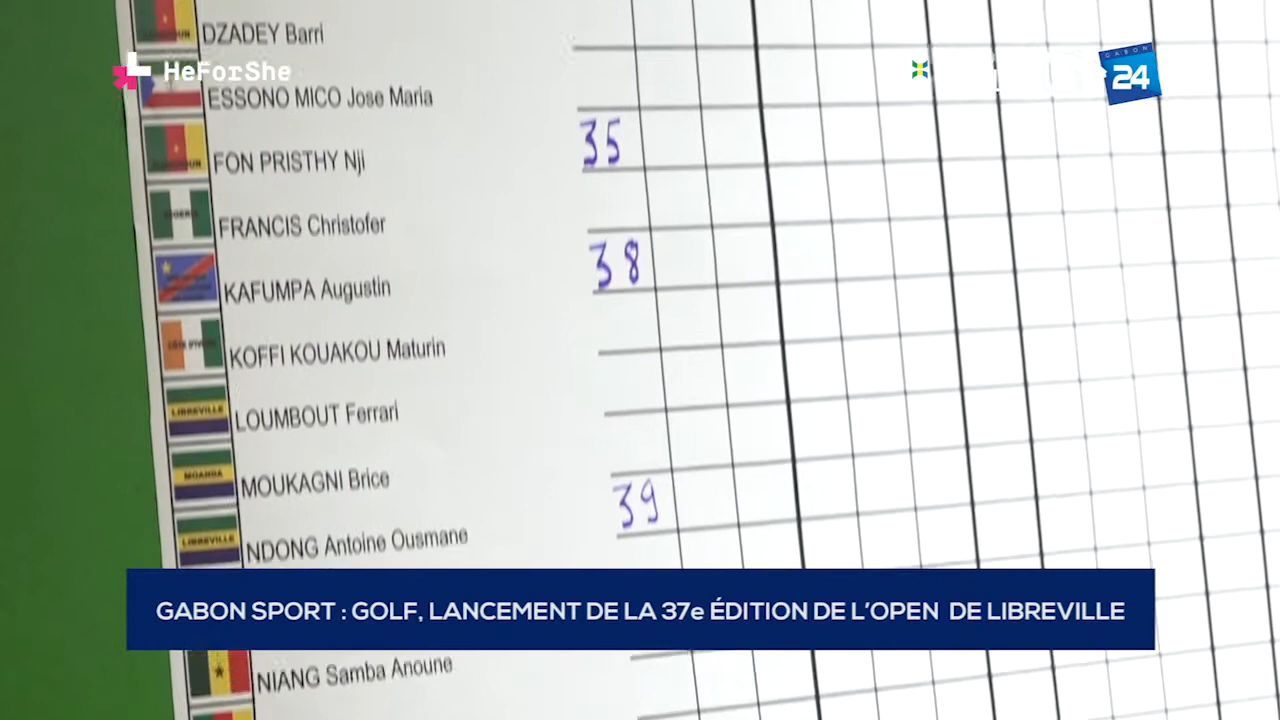 DZADEY Barri
HeForShe
GABON
24
ESSONO MICO Jose Maria
35
FON PRISTHY Nji
NIGERIA
FRANCIS Christofer
38
KAFUMPA Augustin
KOFFI KOUAKOU Maturin
LIBREVILLE
LOUMBOUT Ferrari
MOANDA
MOUKAGNI Brice
39
LIBREVILLE
NDONG Antoine Ousmane
GABON SPORT : GOLF, LANCEMENT DE LA 37e ÉDITION DE L'OPEN DE LIBREVILLE
NIANG Samba Anoune